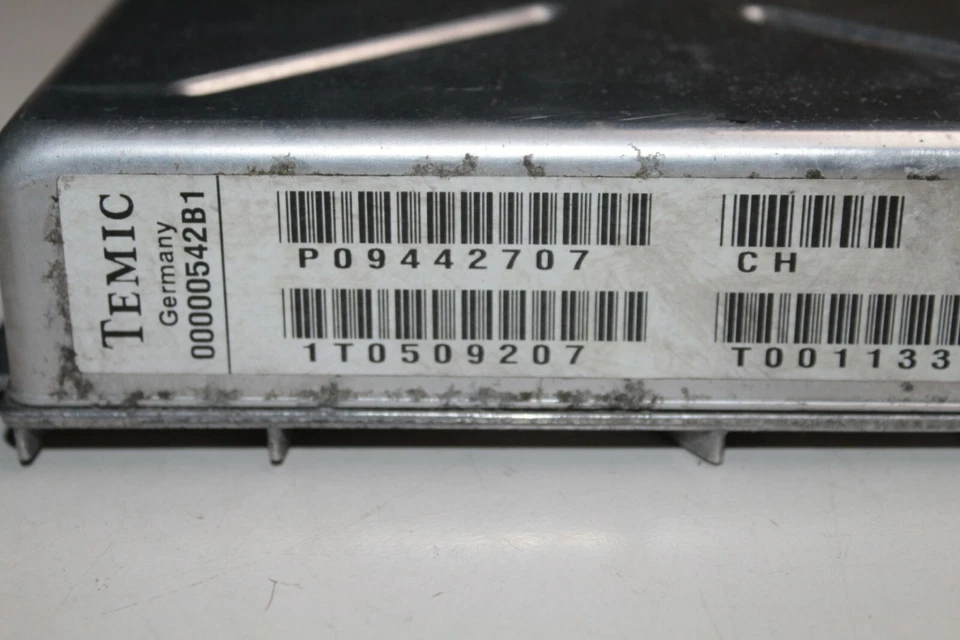 TEMIC
Germany
00000542B1
P09442707
CH
1T0509207
T001133